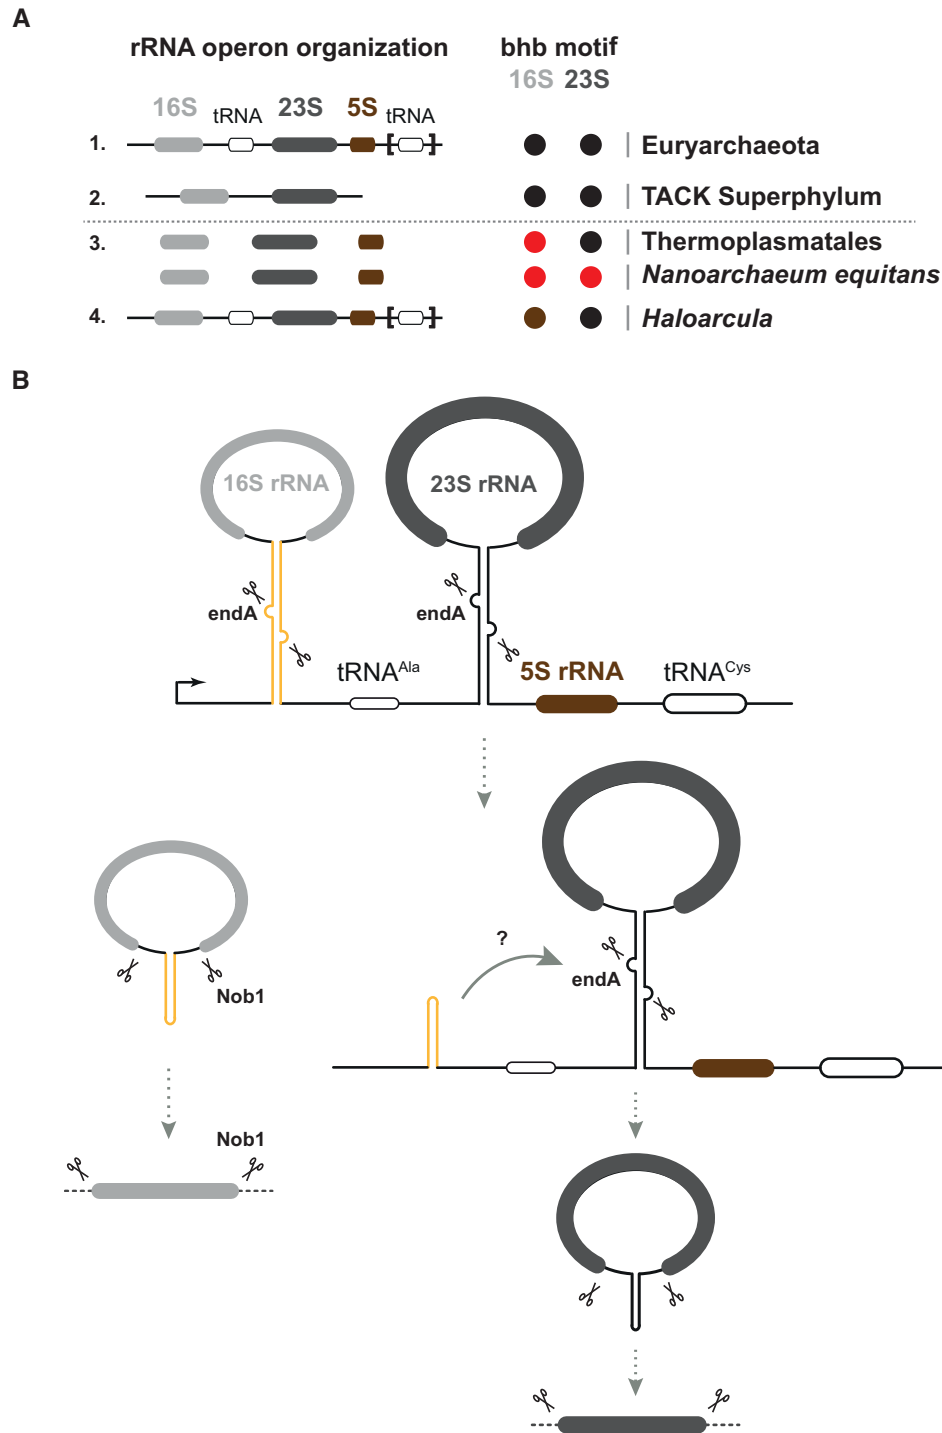 A
rRNA operon organization
bhb motif
16S 23S
16S tRNA 23S 5S tRNA
1. [ ] Euryarchaeota
2. TACK Superphylum
3. Thermoplasmatales
Nanoarchaeum equitans
4. [ ] Haloarcula
B
16S rRNA
23S rRNA
endA
endA
tRNAAla
5S rRNA
tRNACys
?
endA
Nob1
Nob1